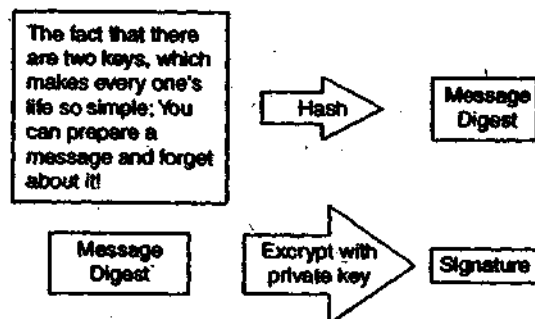 The fact that there
are two keys, which
makes every one's
life so simple; You
can prepare a
message and forget
about it!
Hash
Message
Digest
Message
Digest
Excrypt with
private key
Signature